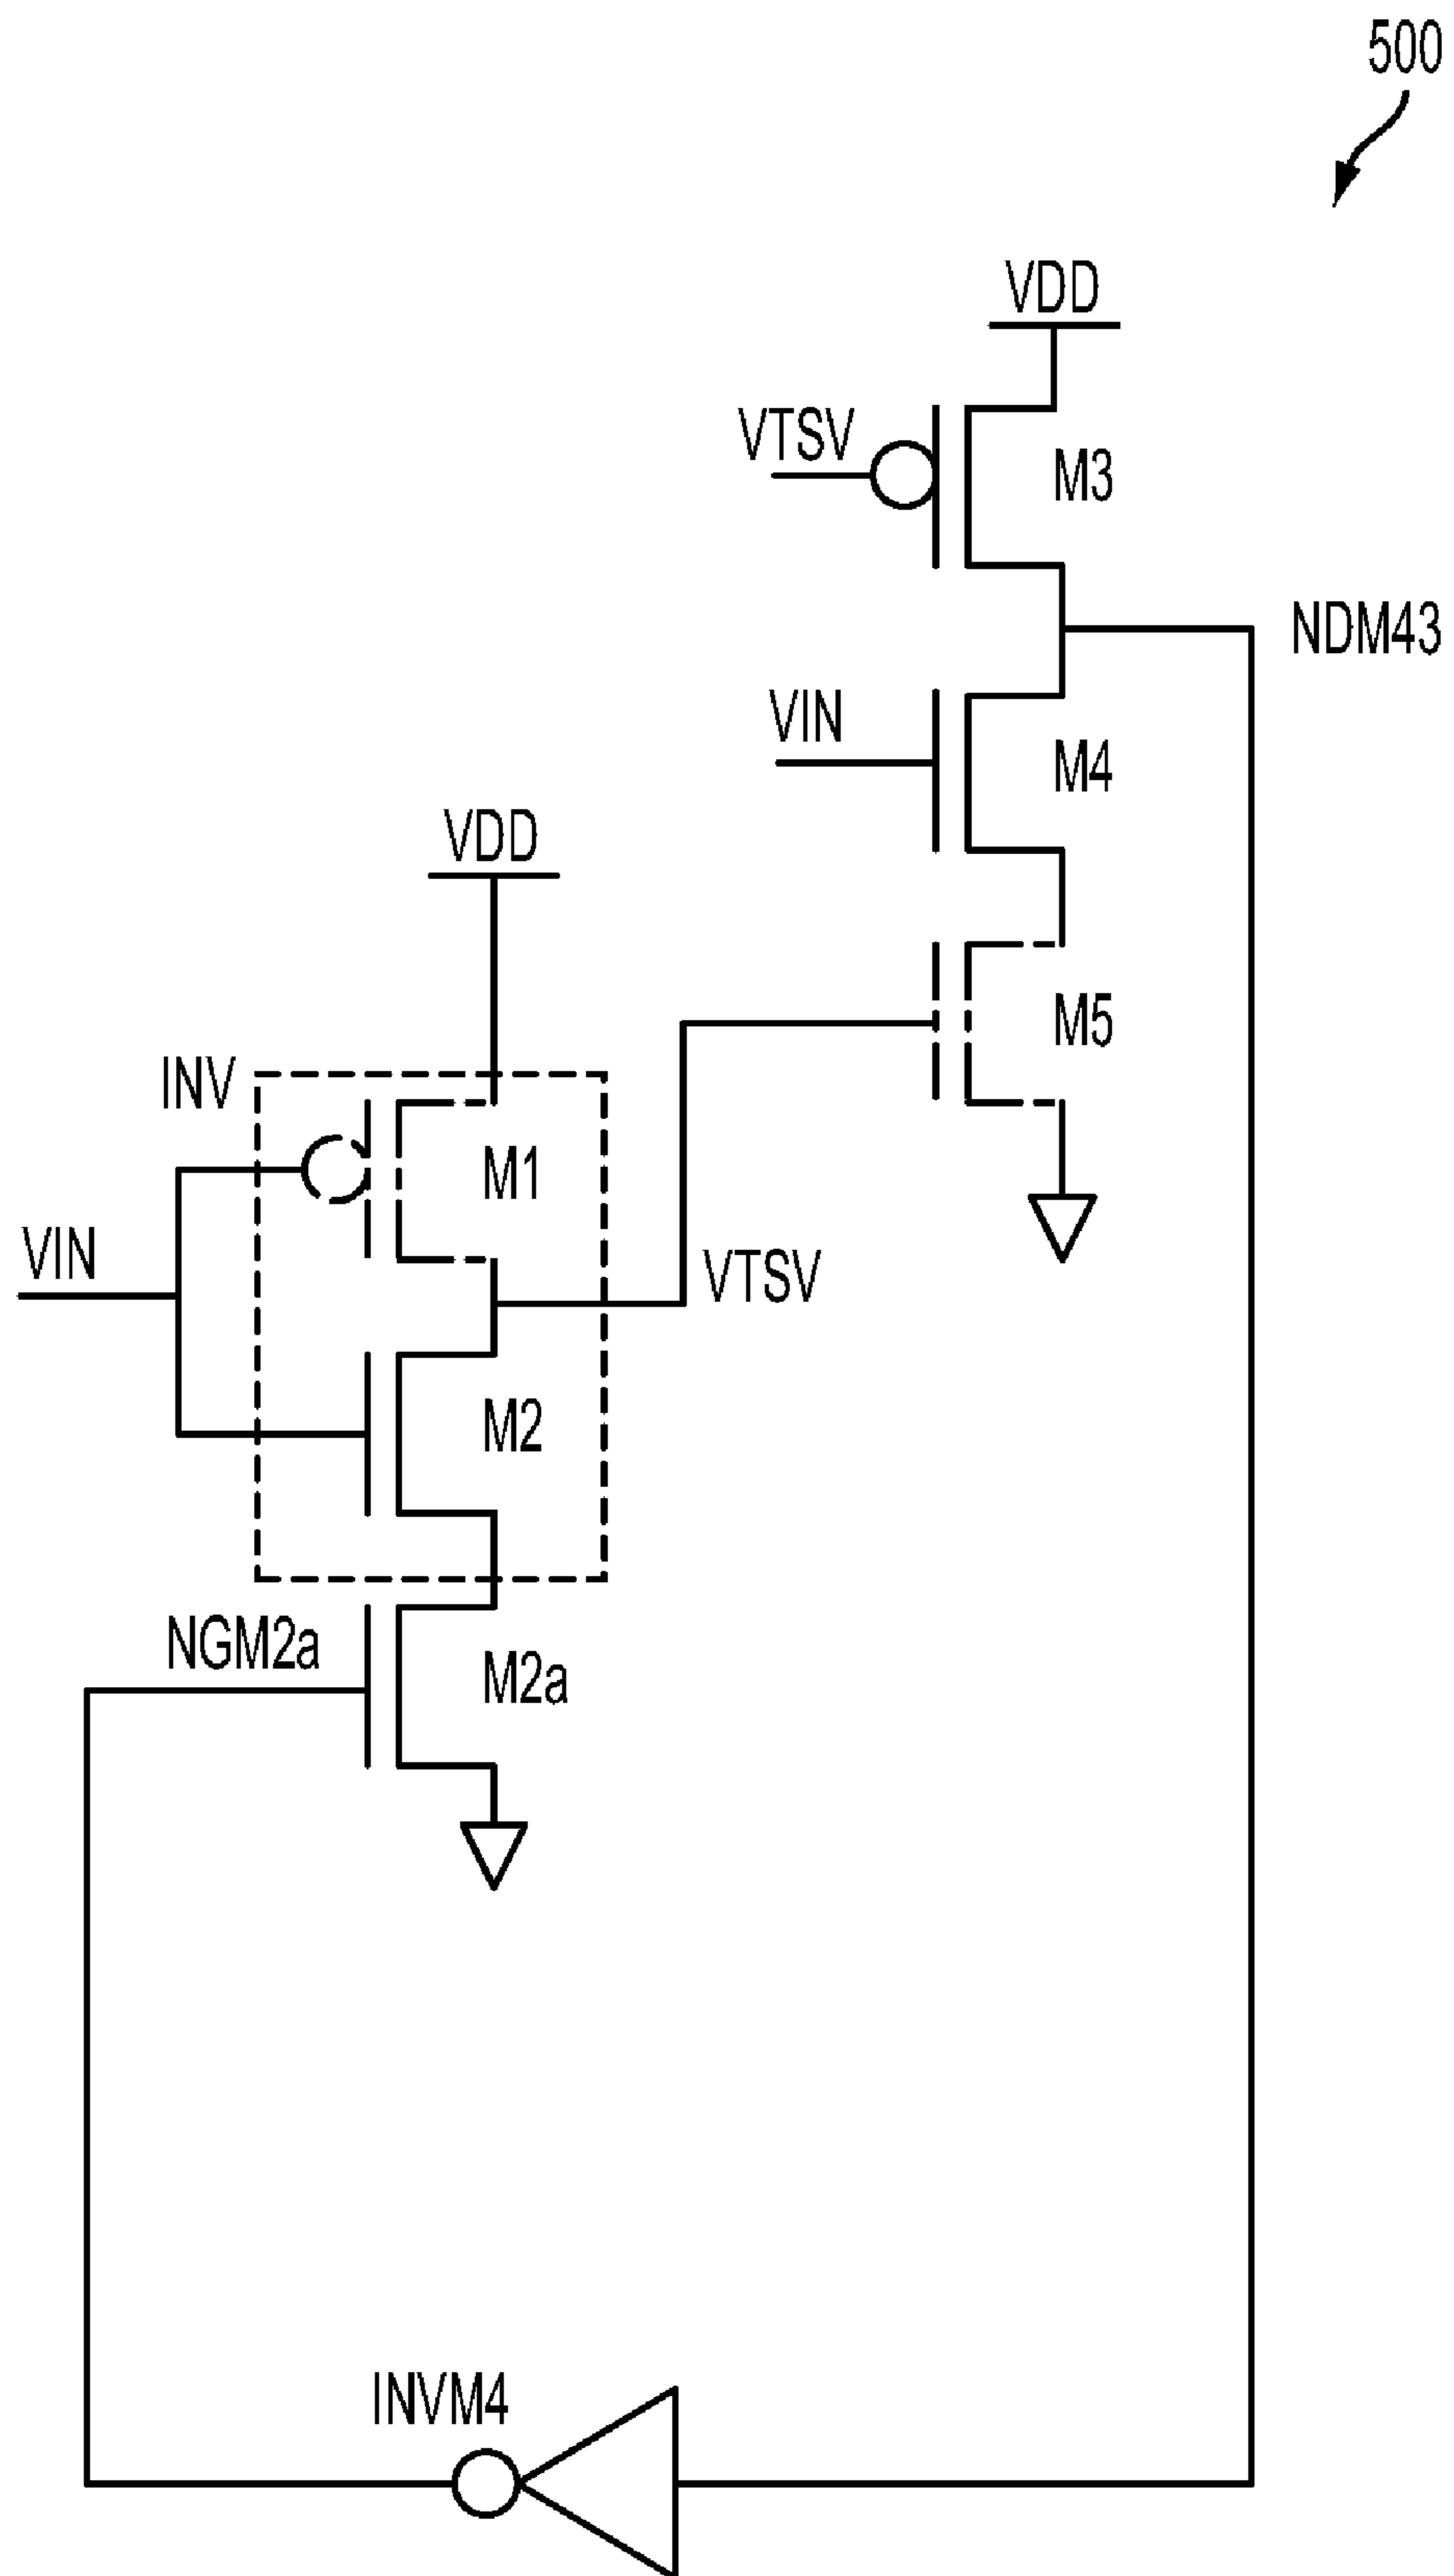 500
VDD
VTSV
M3
NDM43
VIN
M4
VDD
M5
INV
M1
VIN
VTSV
M2
NGM2a
M2a
INVM4